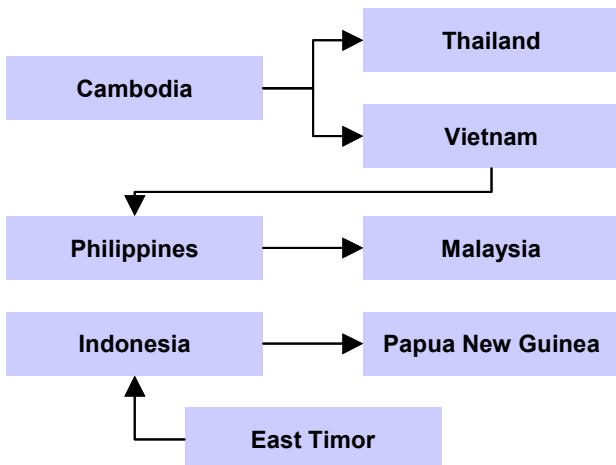 Thailand
Cambodia
Vietnam
Philippines
Malaysia
Indonesia
Papua New Guinea
East Timor